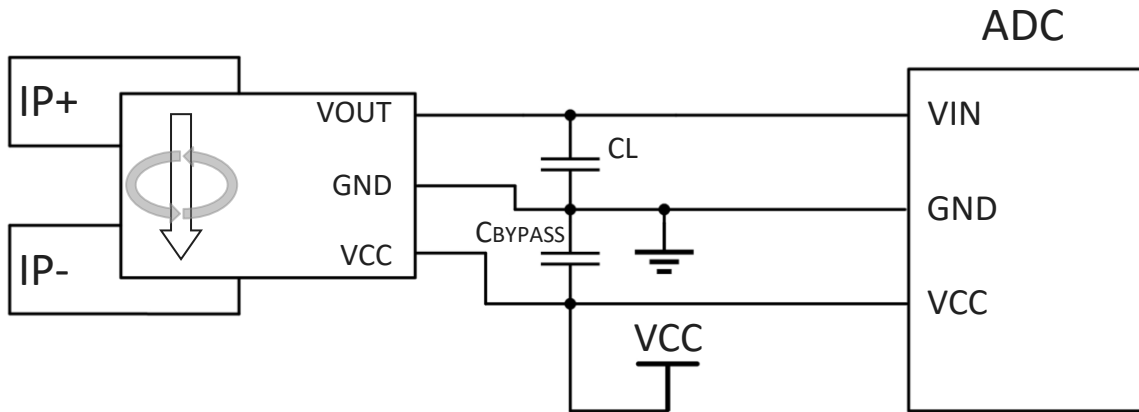 ADC
IP+
VOUT
CL
VIN
GND
GND
CBYPASS
IP-
VCC
VCC
VCC